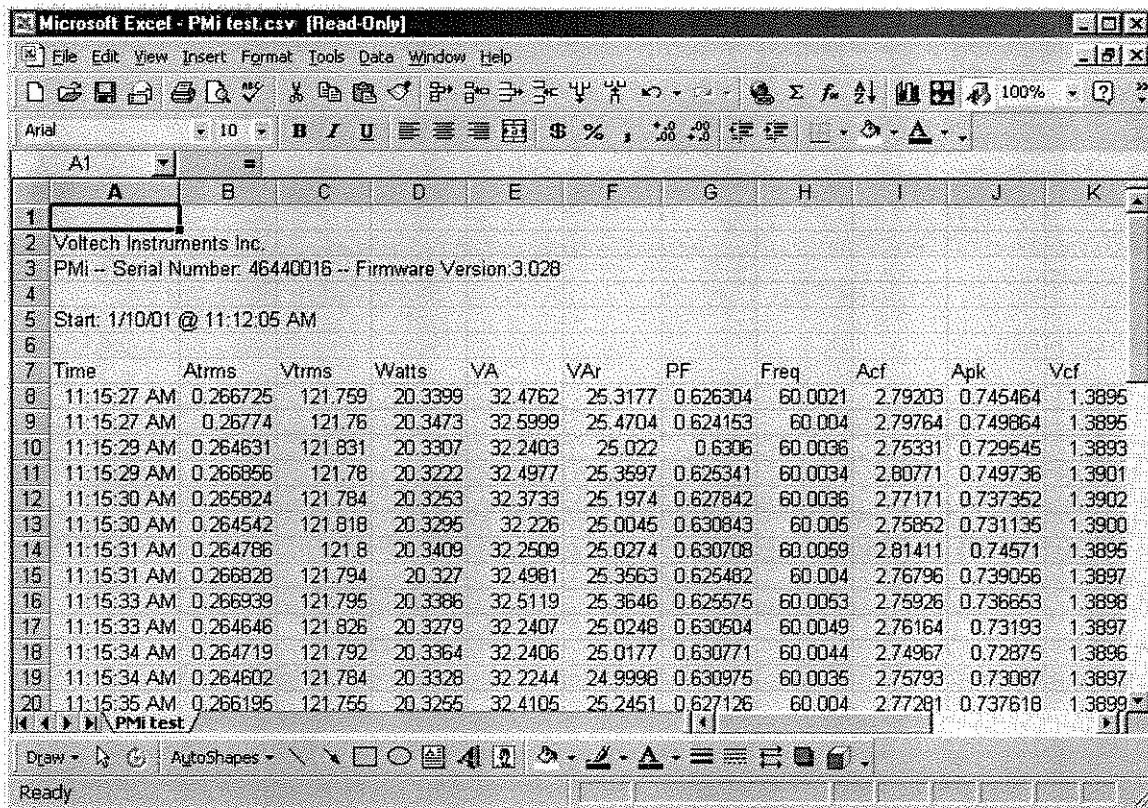 Microsoft Excel - PMi test.csv [Read-Only]
File Edit View Insert Format Tools Data Window Help
100%
Arial 10 B I U $ % ,
A1 =
A B C D E F G H I J K
1
2 Voltech Instruments Inc.
3 PMi -- Serial Number: 46440016 -- Firmware Version:3.028
4
5 Start: 1/10/01 @ 11:12:05 AM
6
7 Time Atrms Vtrms Watts VA VAr PF Freq Acf Apk Vcf
8 11:15:27 AM 0.266725 121.759 20.3399 32.4762 25.3177 0.626304 60.0021 2.79203 0.745464 1.3895
9 11:15:27 AM 0.26774 121.76 20.3473 32.5999 25.4704 0.624153 60.004 2.79764 0.749864 1.3895
10 11:15:29 AM 0.264631 121.831 20.3307 32.2403 25.022 0.6306 60.0036 2.75331 0.729545 1.3893
11 11:15:29 AM 0.266856 121.78 20.3222 32.4977 25.3597 0.625341 60.0034 2.80771 0.749736 1.3901
12 11:15:30 AM 0.265824 121.784 20.3253 32.3733 25.1974 0.627842 60.0036 2.77171 0.737352 1.3902
13 11:15:30 AM 0.264542 121.818 20.3295 32.226 25.0045 0.630843 60.005 2.75852 0.731135 1.3900
14 11:15:31 AM 0.264786 121.8 20.3409 32.2509 25.0274 0.630708 60.0059 2.81411 0.74571 1.3895
15 11:15:31 AM 0.266828 121.794 20.327 32.4981 25.3563 0.625482 60.004 2.76796 0.739056 1.3897
16 11:15:33 AM 0.266939 121.795 20.3386 32.5119 25.3646 0.625575 60.0053 2.75926 0.736653 1.3898
17 11:15:33 AM 0.264646 121.826 20.3279 32.2407 25.0248 0.630504 60.0049 2.76164 0.73193 1.3897
18 11:15:34 AM 0.264719 121.792 20.3364 32.2406 25.0177 0.630771 60.0044 2.74967 0.72875 1.3896
19 11:15:34 AM 0.264602 121.784 20.3328 32.2244 24.9998 0.630975 60.0035 2.75793 0.73087 1.3897
20 11:15:35 AM 0.266195 121.755 20.3255 32.4105 25.2451 0.627126 60.004 2.77281 0.737618 1.3899
PMi test
Draw AutoShapes
Ready